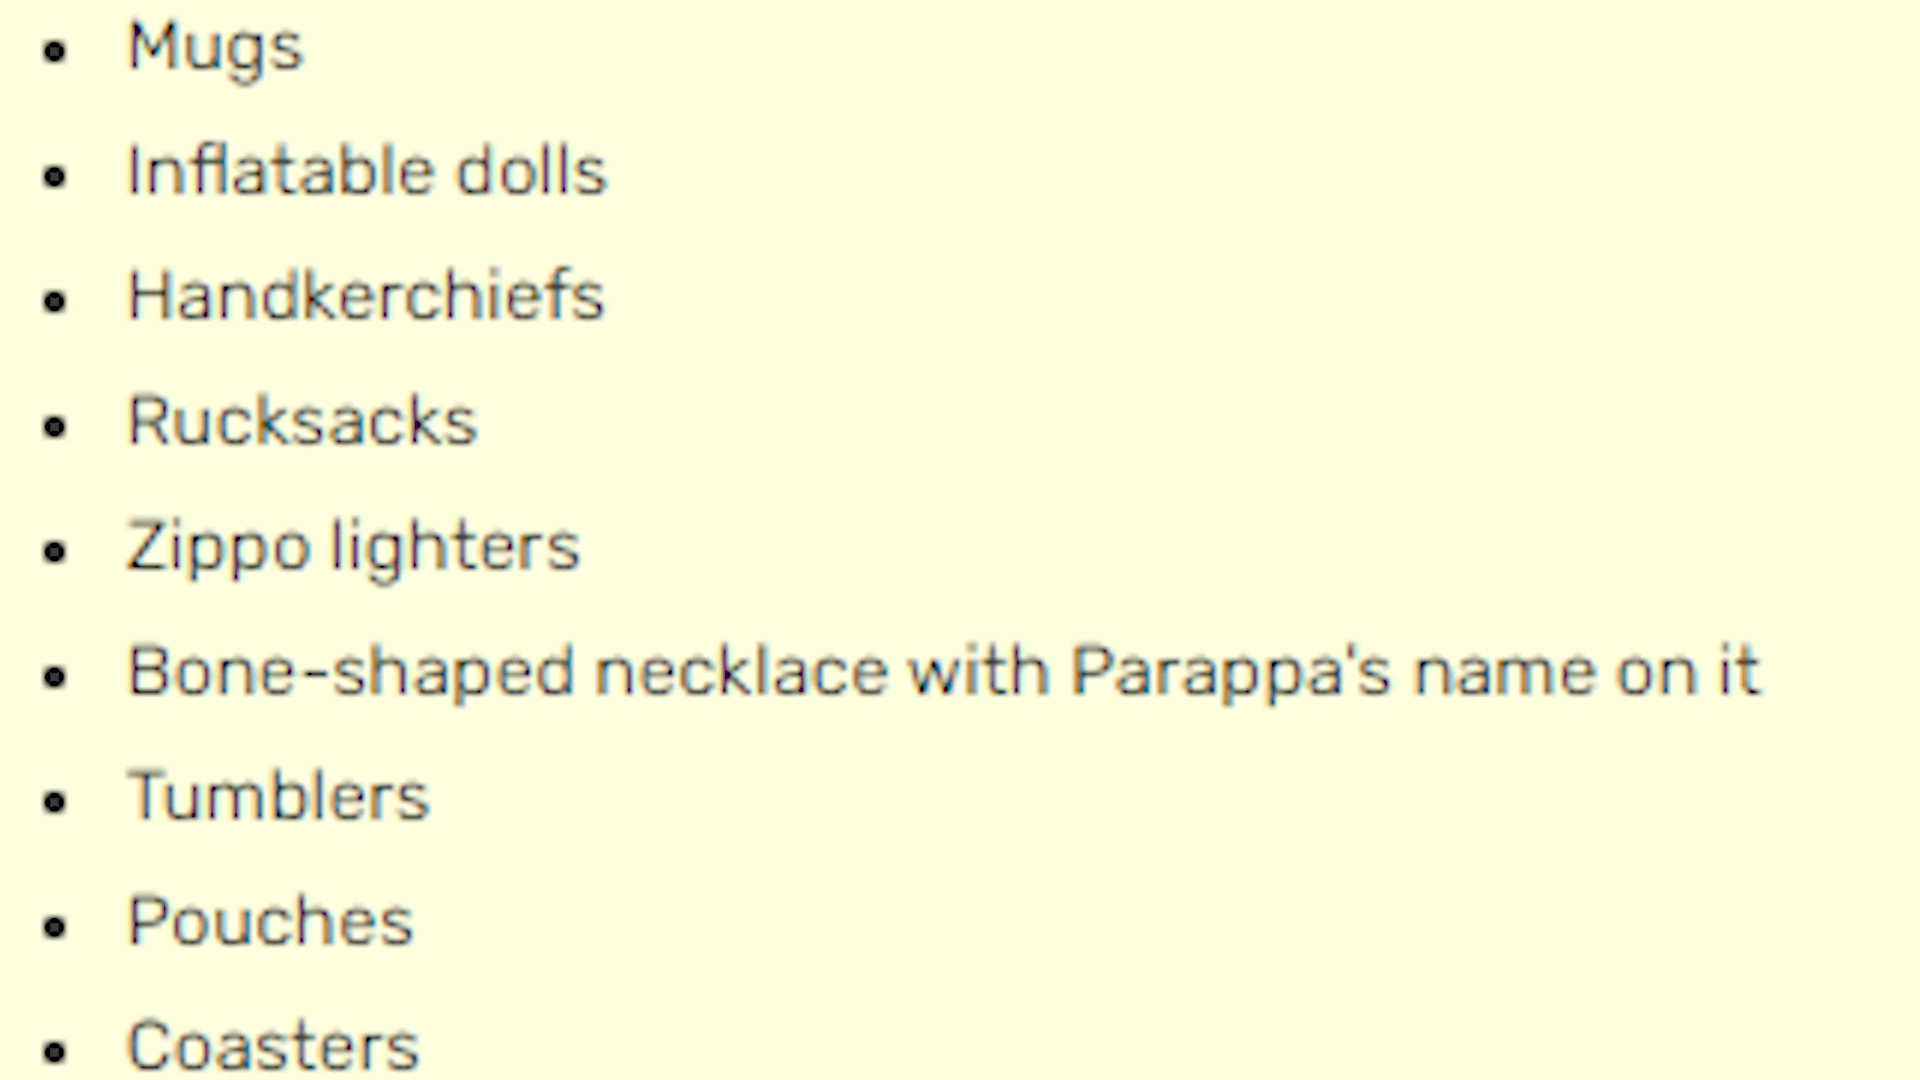 • Mugs
• Inflatable dolls
• Handkerchiefs
• Rucksacks
• Zippo lighters
• Bone-shaped necklace with Parappa's name on it
• Tumblers
• Pouches
• Coasters